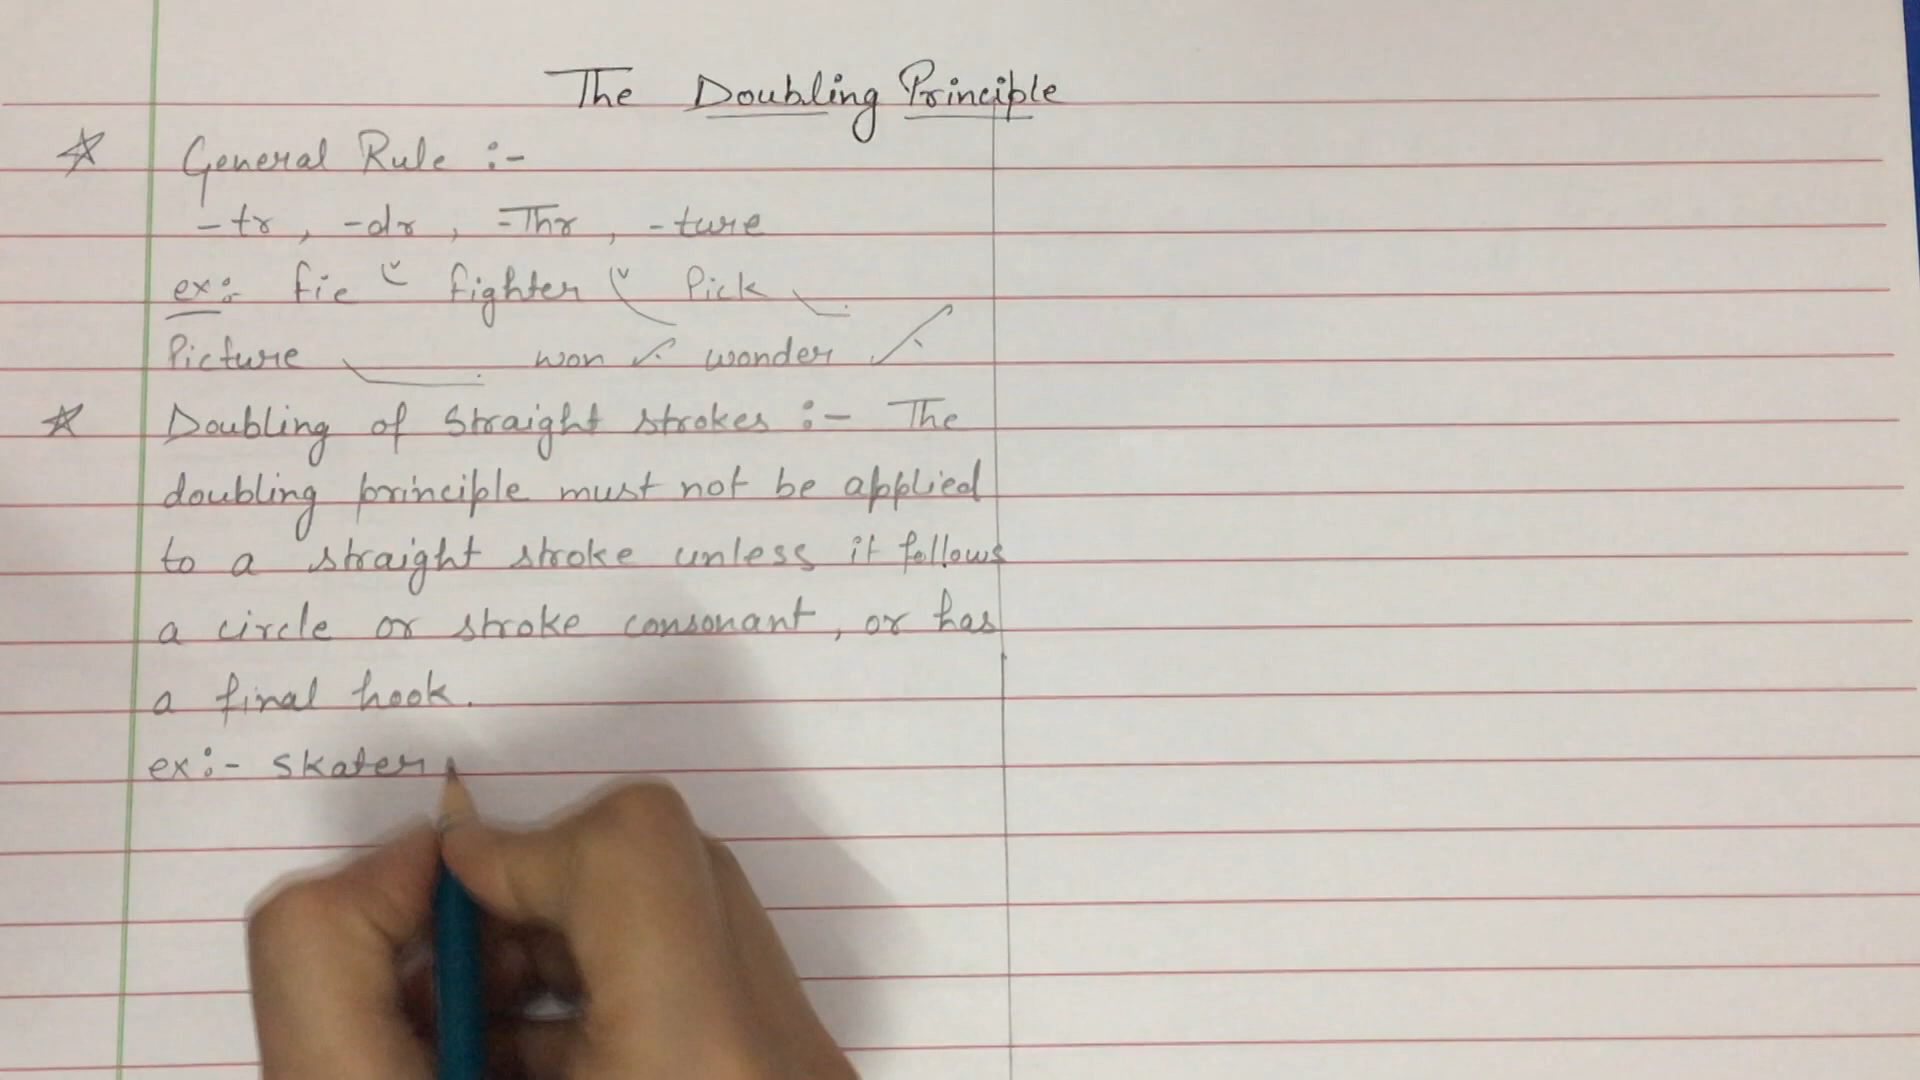 The Doubling Principle
General Rule :-
-tr, -dr, -Thr, -ture
ex:- fie fighter Pick
Picture won wonder
Doubling of Straight strokes :- The
doubling principle must not be applied
to a straight stroke unless it follows
a circle or stroke consonant, or has
a final hook.
ex:- skater